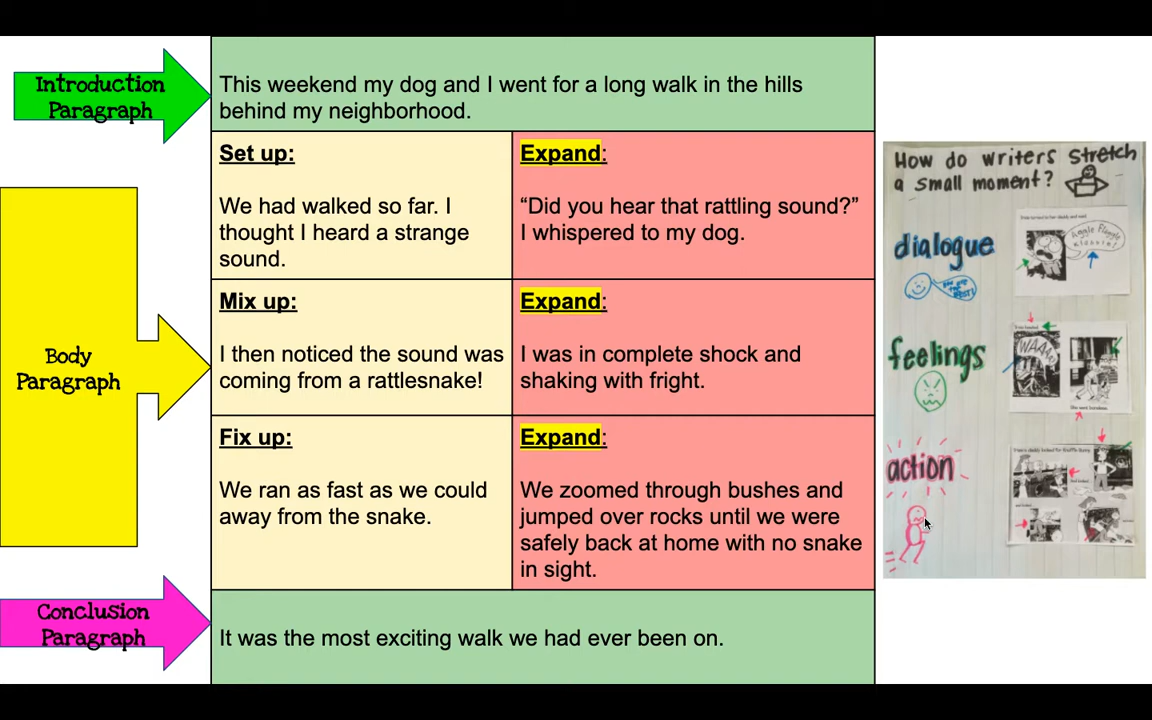 Introduction
Paragraph
This weekend my dog and I went for a long walk in the hills
behind my neighborhood.
Set up:
We had walked so far. I
thought I heard a strange
sound.
Expand:
“Did you hear that rattling sound?”
I whispered to my dog.
Body
Paragraph
Mix up:
I then noticed the sound was
coming from a rattlesnake!
Expand:
I was in complete shock and
shaking with fright.
Fix up:
We ran as fast as we could
away from the snake.
Expand:
We zoomed through bushes and
jumped over rocks until we were
safely back at home with no snake
in sight.
Conclusion
Paragraph
It was the most exciting walk we had ever been on.
How do writers stretch
a small moment?
dialogue
Aggle Flaggle
feelings
WAAAA!
She went boneless.
action